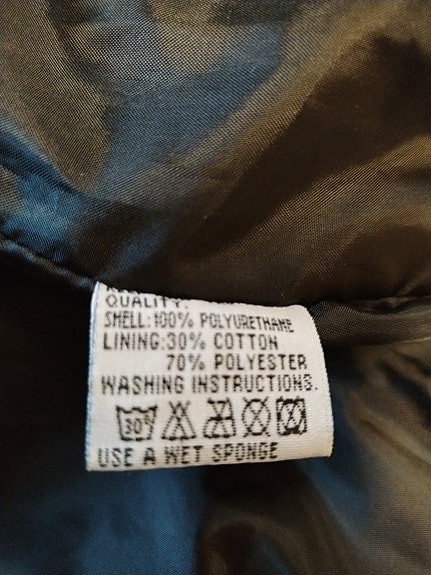 QUALITY:
SHELL:100% POLYURETHANE
LINING:30% COTTON
70% POLYESTER
WASHING INSTRUCTIONS.
30°
USE A WET SPONGE